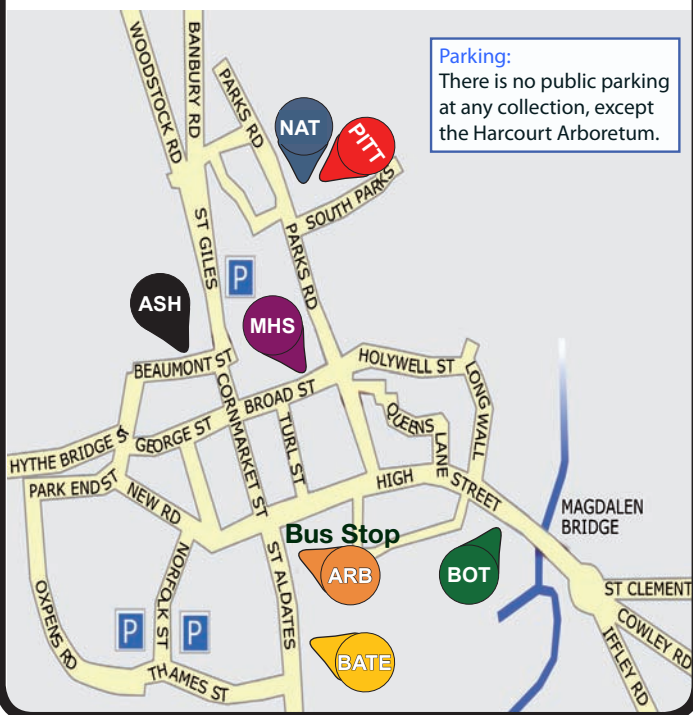 WOODSTOCK RD
BANBURY RD
PARKS RD
Parking:
There is no public parking
at any collection, except
the Harcourt Arboretum.
NAT
PITT
SOUTH PARKS
ST GILES
PARKS RD
P
ASH
MHS
BEAUMONT ST
HOLYWELL ST
LONG WALL
CORNMARKET ST
BROAD ST
TURL ST
QUEENS
LANE
GEORGE ST
HYTHE BRIDGE S
PARK END ST
NEW RD
HIGH
STREET
MAGDALEN
BRIDGE
Bus Stop
ARB
BOT
ST ALDATES
NORFOLK ST
OXPENS RD
P
P
BATE
THAMES ST
ST CLEMENT
COWLEY RD
IFFLEY RD